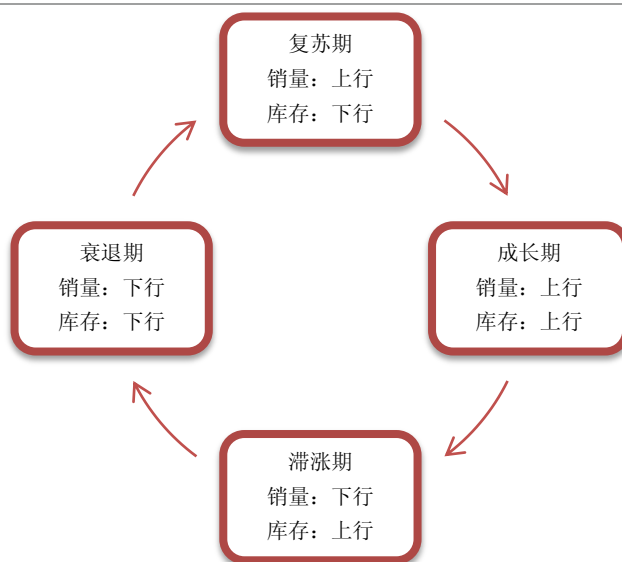 复苏期
销量：上行
库存：下行
衰退期
销量：下行
库存：下行
成长期
销量：上行
库存：上行
滞涨期
销量：下行
库存：上行